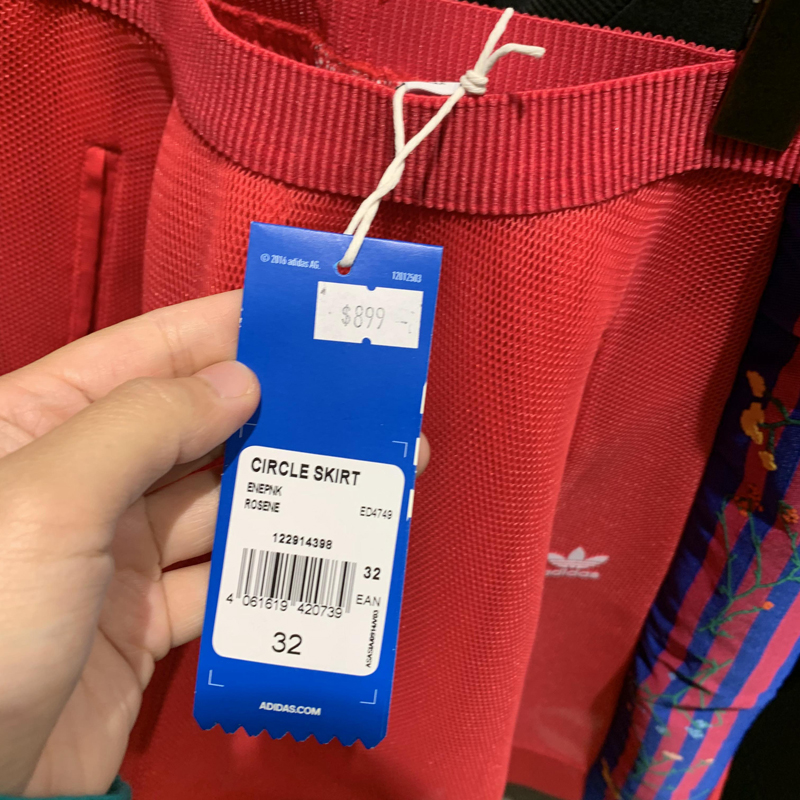 © 2016 adidas AG.
12012503
$899
CIRCLE SKIRT
ENEPNK
ROSENE
ED4749
122914398
32
4 061619 420739
EAN
32
ADIDAS.COM
adidas